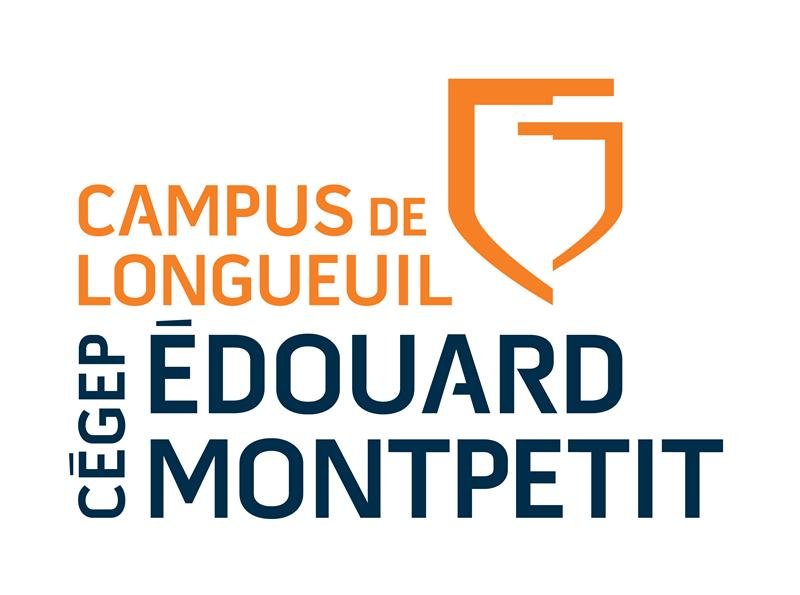 CAMPUS DE
LONGUEUIL
CÉGEP
ÉDOUARD
MONTPETIT